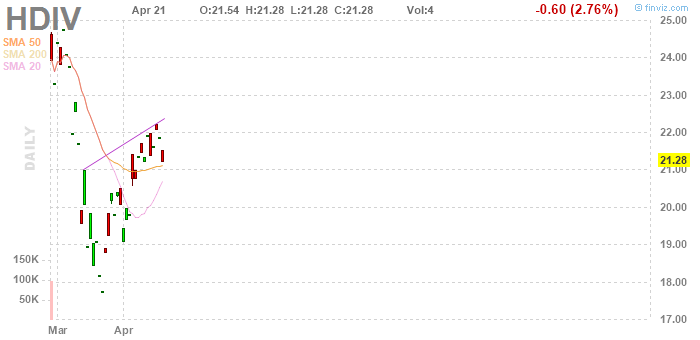 HDIV
Apr 21 O:21.54 H:21.28 L:21.28 C:21.28 Vol:4 -0.60 (2.76%)
© finviz.com
SMA 50
SMA 200
SMA 20
DAILY
25.00
24.00
23.00
22.00
21.28
21.00
20.00
19.00
18.00
17.00
150K
100K
50K
Mar Apr